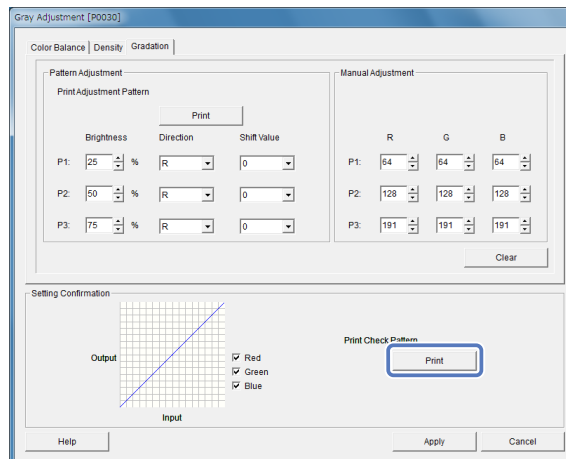 Gray Adjustment [P0030]
Color Balance Density Gradation
Pattern Adjustment
Print Adjustment Pattern
Print
Brightness Direction Shift Value
P1: 25 % R 0
P2: 50 % R 0
P3: 75 % R 0
Manual Adjustment
R G B
P1: 64 64 64
P2: 128 128 128
P3: 191 191 191
Clear
Setting Confirmation
Output
Input
Red
Green
Blue
Print Check Pattern
Print
Help Apply Cancel